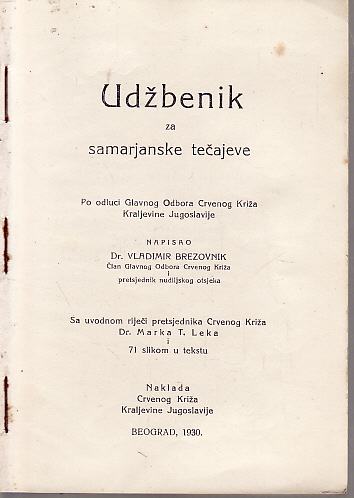 Udžbenik
za
samarjanske tečajeve
Po odluci Glavnog Odbora Crvenog Križa
Kraljevine Jugoslavije
NAPISAO
Dr. VLADIMIR BREZOVNIK
Član Glavnog Odbora Crvenog Križa
i
pretsjednik nudiljskog otsjeka
Sa uvodnom riječi pretsjednika Crvenog Križa
Dr. Marka T. Leka
i
71 slikom u tekstu
Naklada
Crvenog Križa
Kraljevine Jugoslavije
BEOGRAD, 1930.